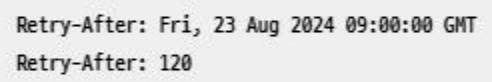 Retry-After: Fri, 23 Aug 2024 09:00:00 GMT
Retry-After: 120